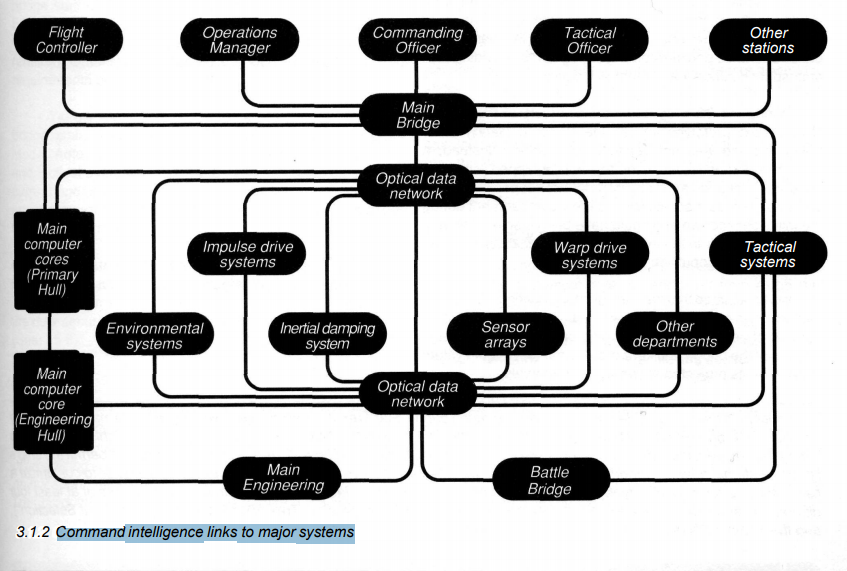 Flight
Controller
Operations
Manager
Commanding
Officer
Tactical
Officer
Other
stations
Main
Bridge
Optical data
network
Main
computer
cores
(Primary
Hull)
Impulse drive
systems
Warp drive
systems
Tactical
systems
Environmental
systems
Inertial damping
system
Sensor
arrays
Other
departments
Main
computer
core
(Engineering
Hull)
Optical data
network
Main
Engineering
Battle
Bridge
3.1.2 Command intelligence links to major systems